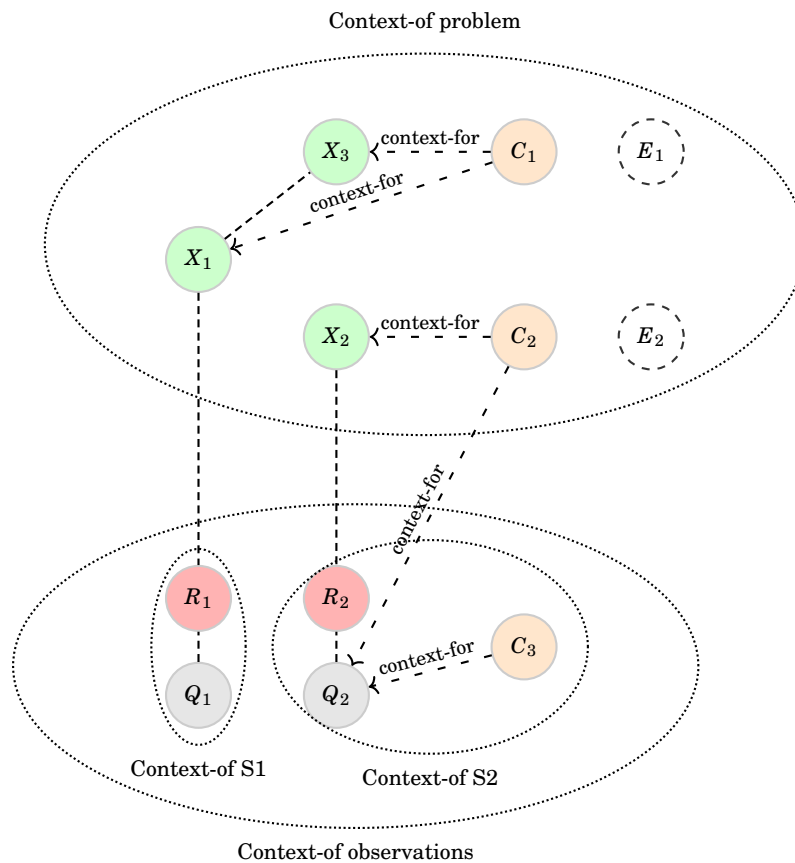 Context-of problem
X3
context-for
C1
E1
context-for
X1
X2
context-for
C2
E2
context-for
R1
R2
C3
context-for
Q1
Q2
Context-of S1
Context-of S2
Context-of observations